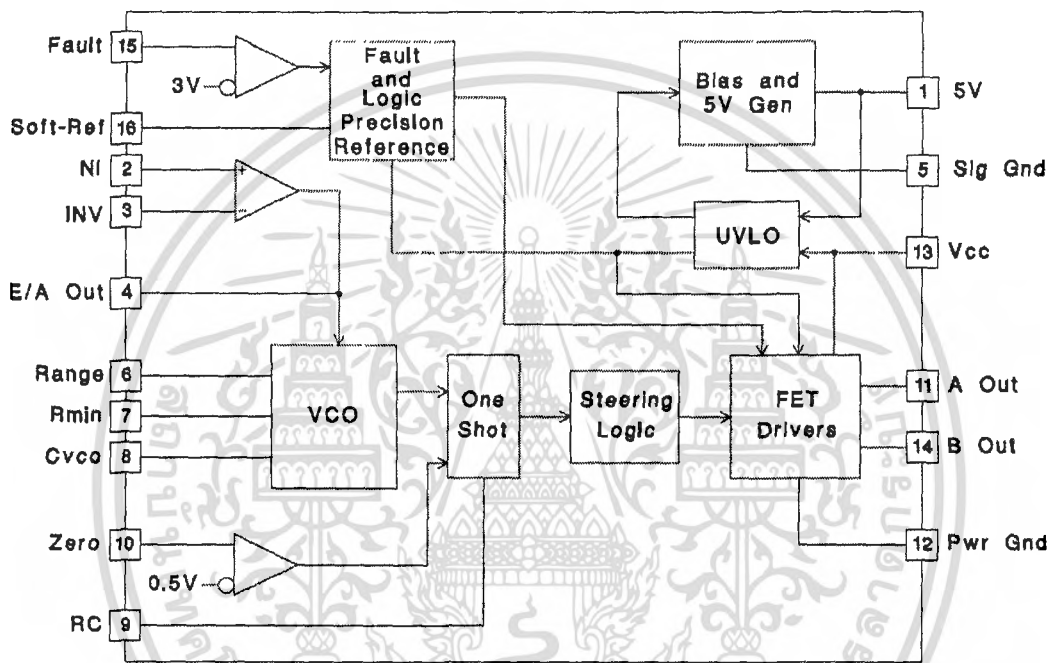 Fault 15
3V
Fault
and
Logic
Precision
Reference
Soft-Ref 16
NI 2
+
INV 3
-
E/A Out 4
Bias and
5V Gen
1 5V
5 Sig Gnd
UVLO
13 Vcc
Range 6
Rmin 7
Cvco 8
VCO
One
Shot
Steering
Logic
FET
Drivers
11 A Out
14 B Out
12 Pwr Gnd
Zero 10
0.5V
RC 9